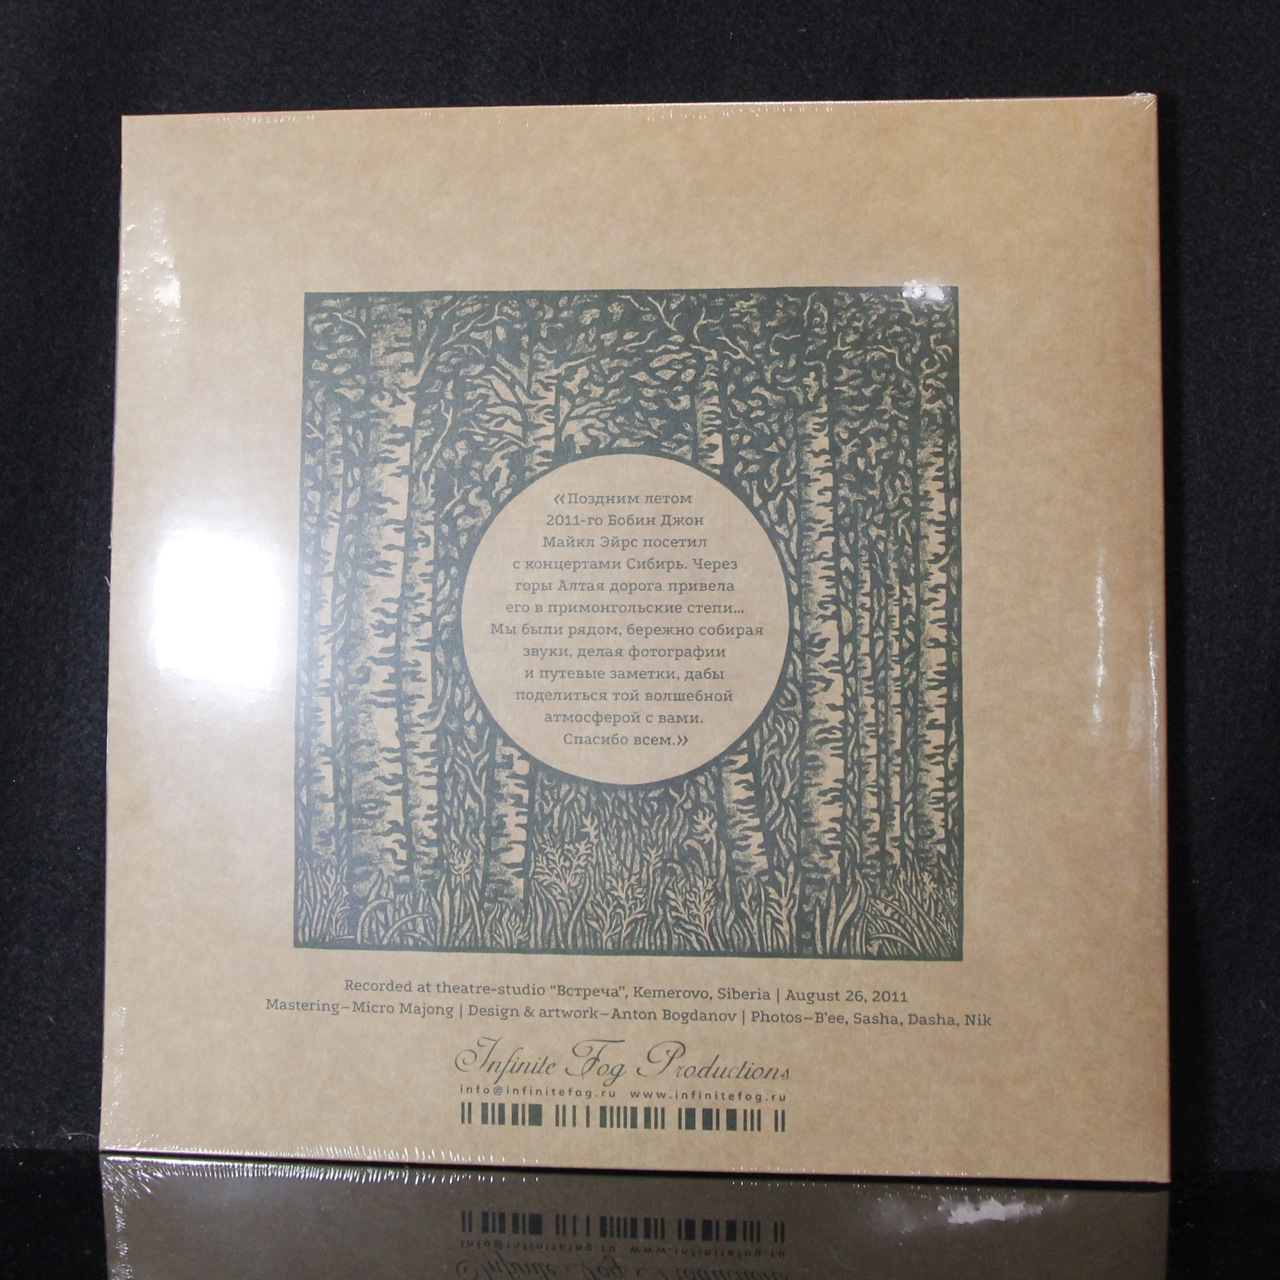 «Поздним летом
2011-го Бобин Джон
Майкл Эйрс посетил
с концертами Сибирь. Через
горы Алтая дорога привела
его в примонгольские степи...
Мы были рядом, бережно собирая
звуки, делая фотографии
и путевые заметки, дабы
поделиться той волшебной
атмосферой с вами.
Спасибо всем.»
Recorded at theatre-studio “Встреча”, Kemerovo, Siberia | August 26, 2011
Mastering–Micro Majong | Design & artwork–Anton Bogdanov | Photos–B'ee, Sasha, Dasha, Nik
Infinite Fog Productions
info@infinitefog.ru www.infinitefog.ru